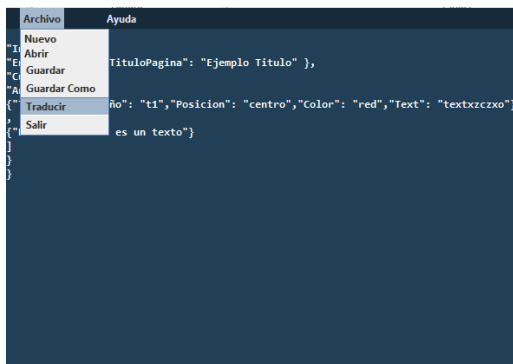 Archivo Ayuda
Nuevo
Abrir
Guardar
Guardar Como
Traducir
Salir
TituloPagina": "Ejemplo Titulo" },
ño": "t1","Posicion": "centro","Color": "red","Text": "textxzczxo"}
,
es un texto"}
]
}
}